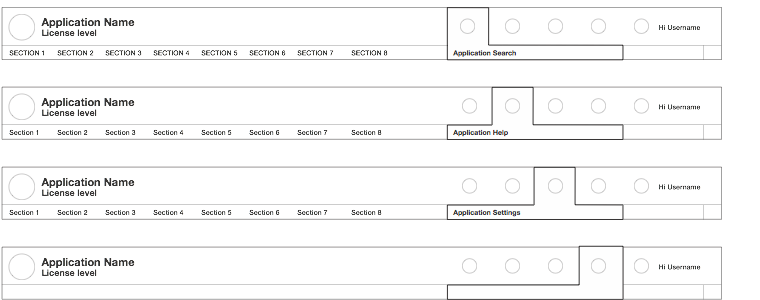 Application Name
License level
Hi Username
SECTION 1 SECTION 2 SECTION 3 SECTION 4 SECTION 5 SECTION 6 SECTION 7 SECTION 8 Application Search
Application Name
License level
Hi Username
Section 1 Section 2 Section 3 Section 4 Section 5 Section 6 Section 7 Section 8 Application Help
Application Name
License level
Hi Username
Section 1 Section 2 Section 3 Section 4 Section 5 Section 6 Section 7 Section 8 Application Settings
Application Name
License level
Hi Username